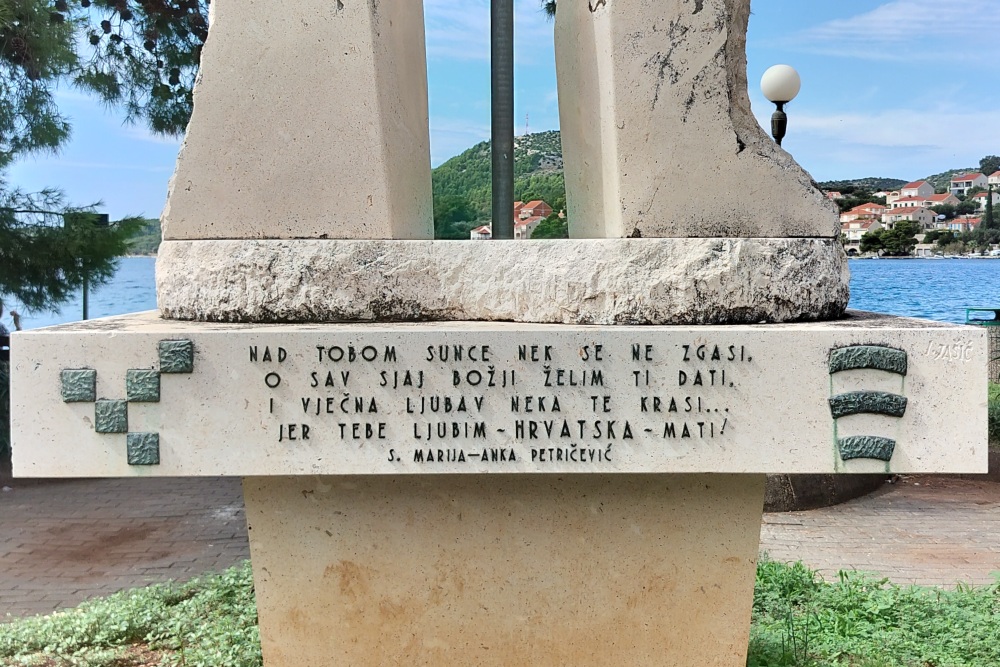 NAD TOBOM SUNCE NEK SE NE ZGASI,
O SAV SJAJ BOŽJI ŽELIM TI DATI,
I VJEČNA LJUBAV NEKA TE KRASI...
JER TEBE LJUBIM - HRVATSKA - MATI!
S. MARIJA-ANKA PETRIČEVIĆ